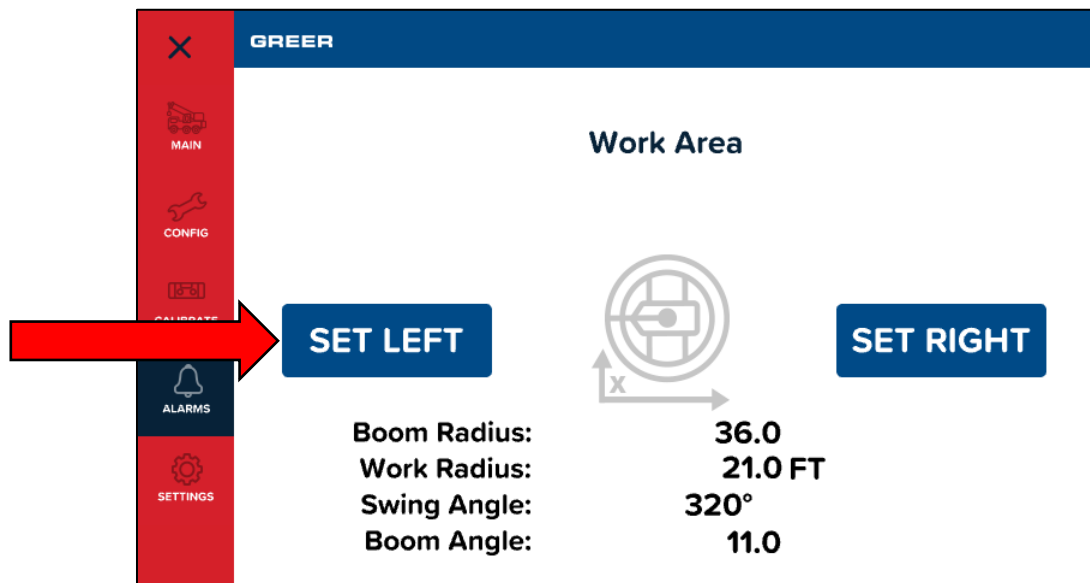 GREER
MAIN
CONFIG
CALIBRATE
ALARMS
SETTINGS
Work Area
SET LEFT
SET RIGHT
X
Boom Radius: 36.0
Work Radius: 21.0 FT
Swing Angle: 320°
Boom Angle: 11.0